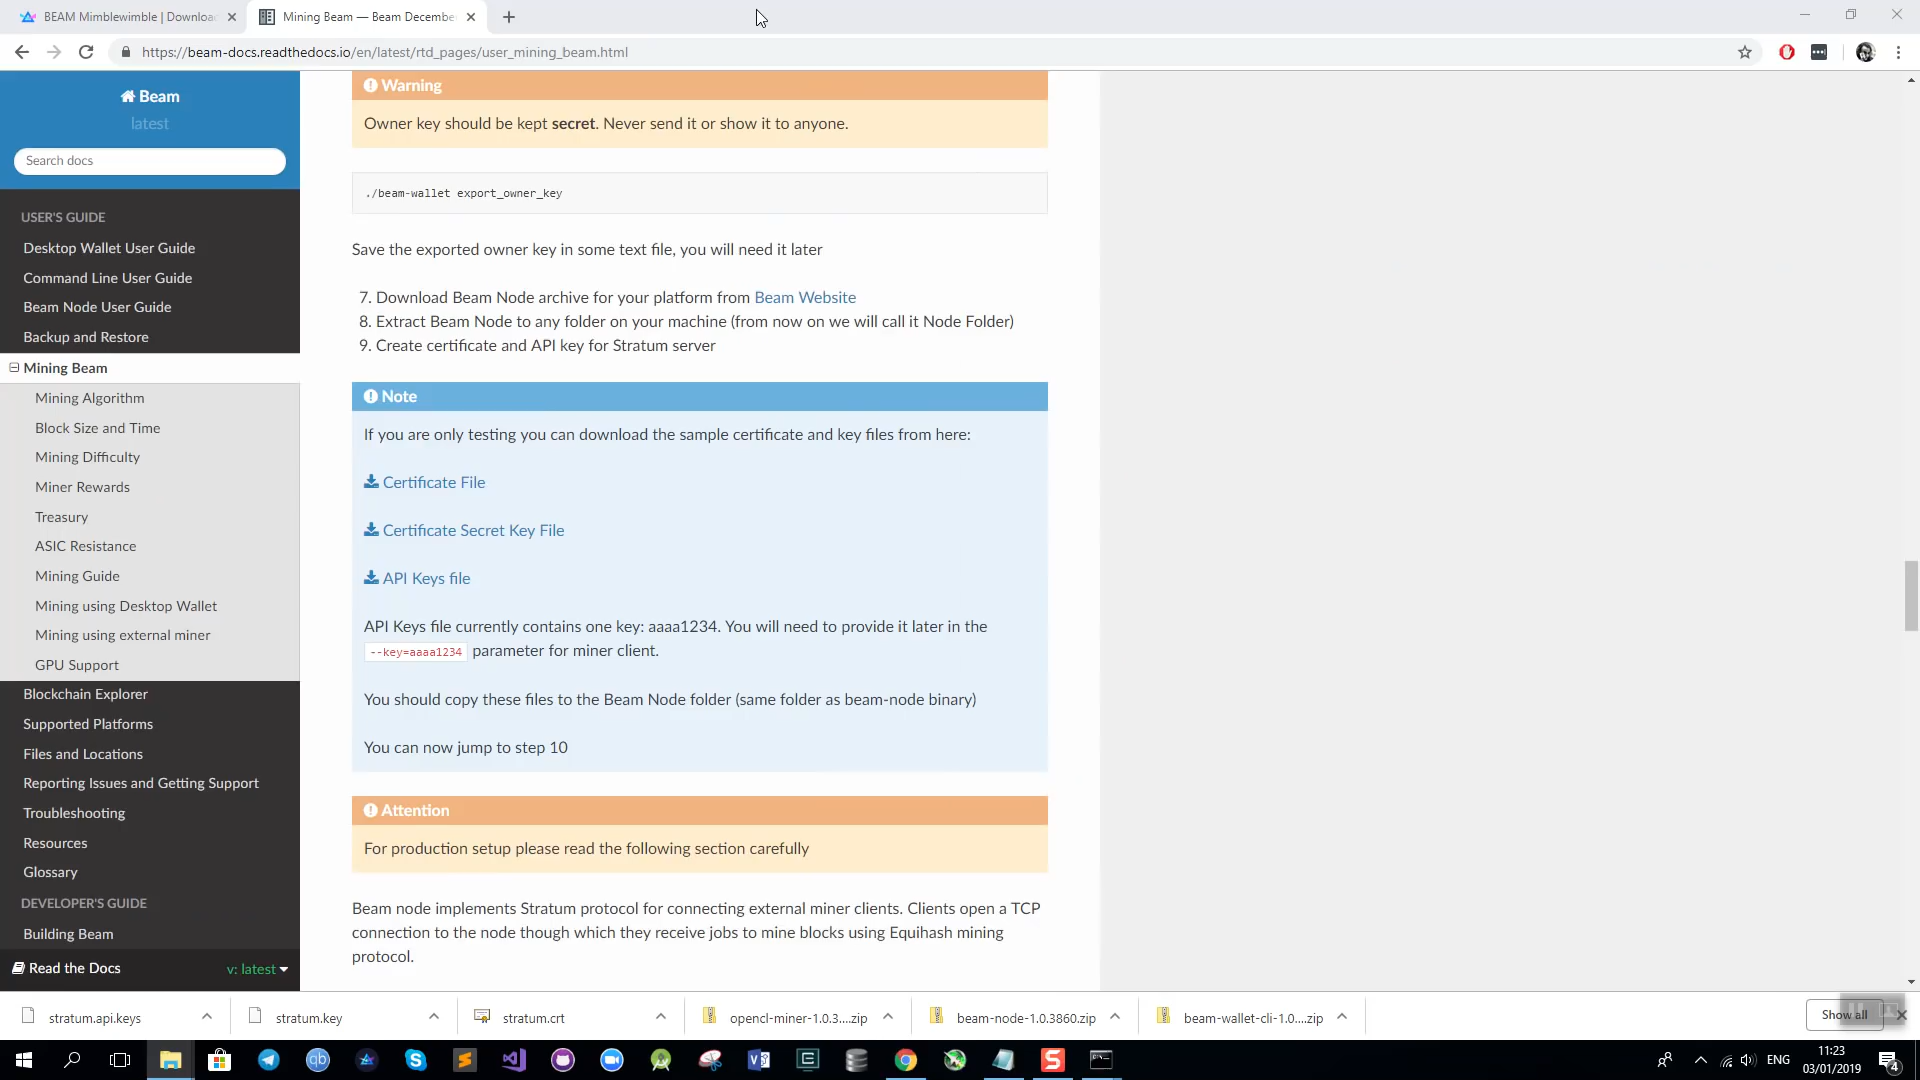 BEAM Mimblewimble | Downloa
Mining Beam — Beam Decembe
https://beam-docs.readthedocs.io/en/latest/rtd_pages/user_mining_beam.html
Beam
latest
Search docs
USER'S GUIDE
Desktop Wallet User Guide
Command Line User Guide
Beam Node User Guide
Backup and Restore
Mining Beam
Mining Algorithm
Block Size and Time
Mining Difficulty
Miner Rewards
Treasury
ASIC Resistance
Mining Guide
Mining using Desktop Wallet
Mining using external miner
GPU Support
Blockchain Explorer
Supported Platforms
Files and Locations
Reporting Issues and Getting Support
Troubleshooting
Resources
Glossary
DEVELOPER'S GUIDE
Building Beam
Read the Docs
v: latest
Warning
Owner key should be kept secret. Never send it or show it to anyone.
./beam-wallet export_owner_key
Save the exported owner key in some text file, you will need it later
7. Download Beam Node archive for your platform from Beam Website
8. Extract Beam Node to any folder on your machine (from now on we will call it Node Folder)
9. Create certificate and API key for Stratum server
Note
If you are only testing you can download the sample certificate and key files from here:
Certificate File
Certificate Secret Key File
API Keys file
API Keys file currently contains one key: aaaa1234. You will need to provide it later in the
--key=aaaa1234 parameter for miner client.
You should copy these files to the Beam Node folder (same folder as beam-node binary)
You can now jump to step 10
Attention
For production setup please read the following section carefully
Beam node implements Stratum protocol for connecting external miner clients. Clients open a TCP
connection to the node though which they receive jobs to mine blocks using Equihash mining
protocol.
stratum.api.keys
stratum.key
stratum.crt
opencl-miner-1.0.3....zip
beam-node-1.0.3860.zip
beam-wallet-cli-1.0....zip
Show all
ENG
11:23
03/01/2019
4